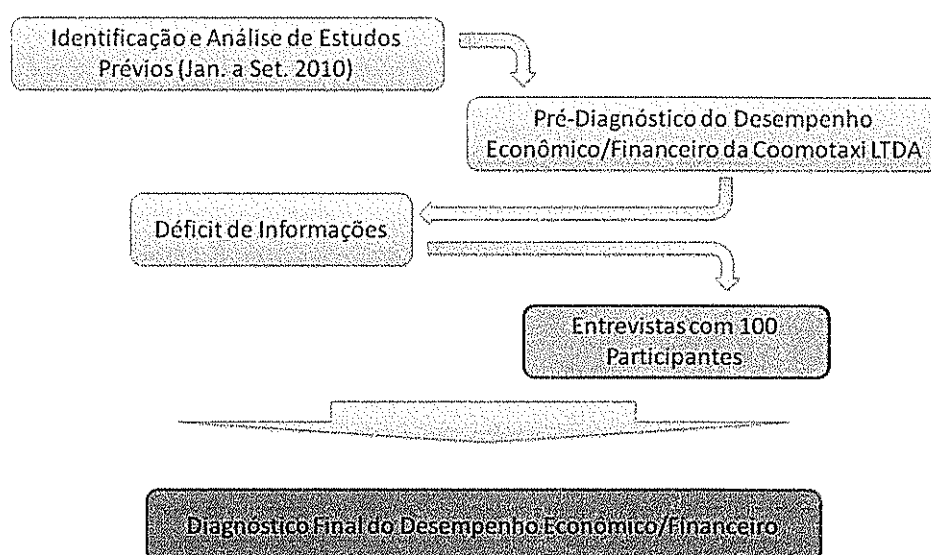 Identificação e Análise de Estudos
Prévios (Jan. a Set. 2010)
Pré-Diagnóstico do Desempenho
Econômico/Financeiro da Coomotaxi LTDA
Déficit de Informações
Entrevistas com 100
Participantes
Diagnóstico Final do Desempenho Econômico/Financeiro